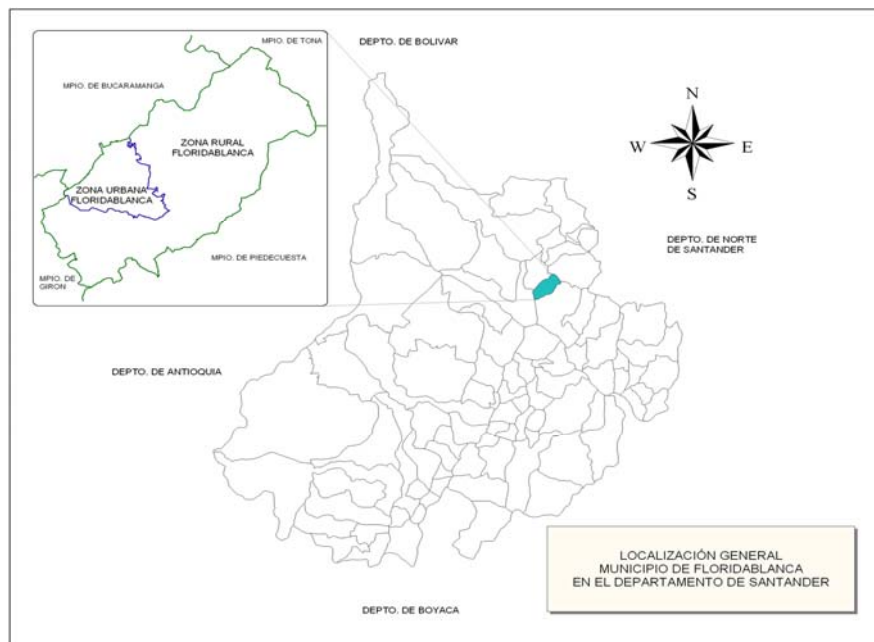 MPIO. DE TONA
DEPTO. DE BOLIVAR
MPIO. DE BUCARAMANGA
ZONA RURAL
FLORIDABLANCA
ZONA URBANA
FLORIDABLANCA
MPIO. DE PIEDECUESTA
MPIO. DE
GIRON
N
W
E
S
DEPTO. DE NORTE
DE SANTANDER
DEPTO. DE ANTIOQUIA
LOCALIZACIÓN GENERAL
MUNICIPIO DE FLORIDABLANCA
EN EL DEPARTAMENTO DE SANTANDER
DEPTO. DE BOYACA